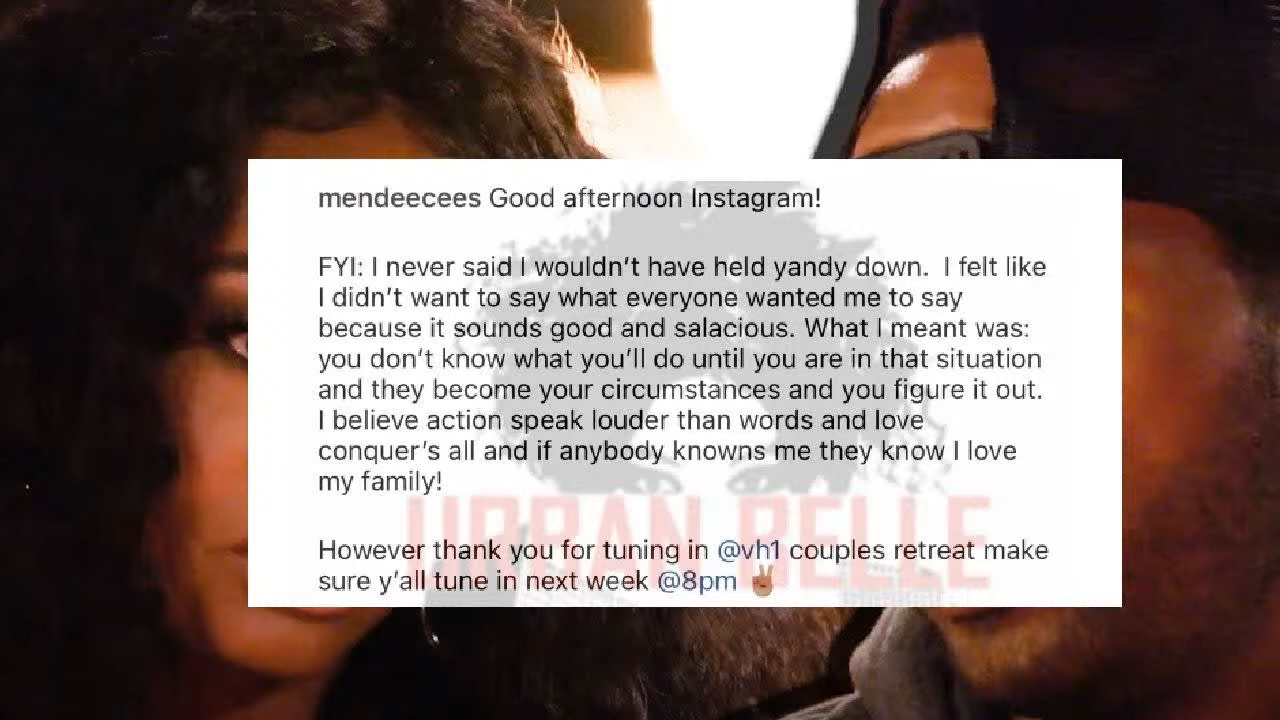 mendeecees Good afternoon Instagram!
FYI: I never said I wouldn't have held yandy down.  I felt like
I didn't want to say what everyone wanted me to say
because it sounds good and salacious. What I meant was:
you don't know what you'll do until you are in that situation
and they become your circumstances and you figure it out.
I believe action speak louder than words and love
conquer's all and if anybody knowns me they know I love
my family!
However thank you for tuning in @vh1 couples retreat make
sure y'all tune in next week @8pm ✌🏾
URBAN BELLE